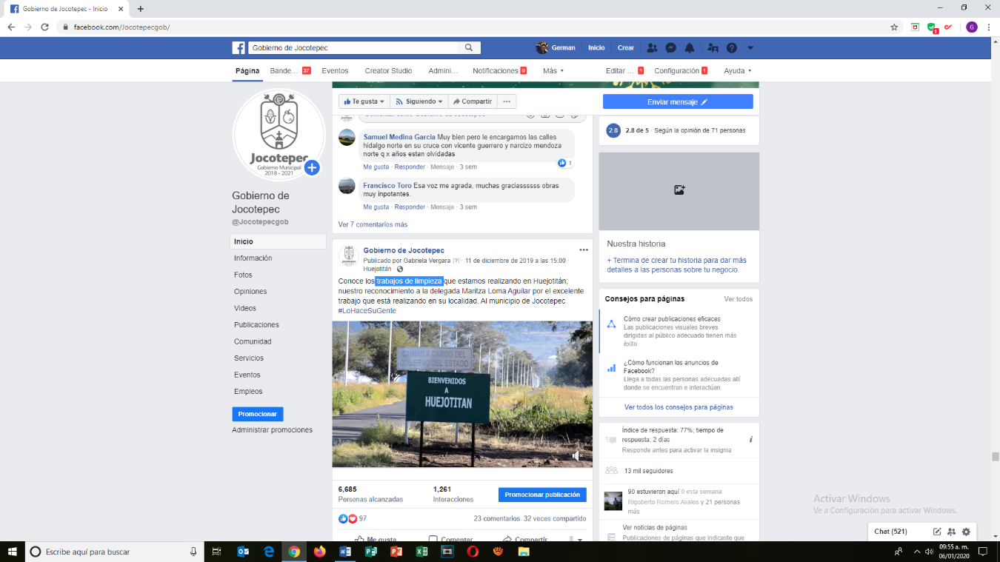 Gobierno de Jocotepec - Inicio
facebook.com/Jocotepecgob/
1
G
Gobierno de Jocotepec
German
Inicio
Crear
Página
Bande... 37
Eventos
Creator Studio
Admini...
Notificaciones 9
Más
Editar ... 1
Configuración 1
Ayuda
Te gusta
Siguiendo
Compartir
Enviar mensaje
Jocotepec
Gobierno Municipal
2018 - 2021
Gobierno de
Jocotepec
@Jocotepecgob
Inicio
Información
Fotos
Opiniones
Videos
Publicaciones
Comunidad
Servicios
Eventos
Empleos
Promocionar
Administrar promociones
Samuel Medina Garcia Muy bien pero le encargamos las calles
hidalgo norte en su cruce con vicente guerrero y narcizo mendoza
norte q x años estan olvidadas
1
Me gusta · Responder · Mensaje · 3 sem
Francisco Toro Esa voz me agrada, muchas graciassssss obras
muy inpotantes.
Me gusta · Responder · Mensaje · 3 sem
Ver 7 comentarios más
Gobierno de Jocotepec
Publicado por Gabriela Vergara [?] · 11 de diciembre de 2019 a las 15:00 ·
Huejotitán ·
Conoce los trabajos de limpieza que estamos realizando en Huejotitán;
nuestro reconocimiento a la delegada Maritza Loma Aguilar por el excelente
trabajo que está realizando en su localidad. Al municipio de Jocotepec
#LoHaceSuGente
CAMINO A CARGO DEL
GOBIERNO DEL ESTADO
BIENVENIDOS
A
HUEJOTITAN
6,685
Personas alcanzadas
1,261
Interacciones
Promocionar publicación
97
23 comentarios 32 veces compartido
Me gusta
Comentar
Compartir
2.8
2.8 de 5 · Según la opinión de 71 personas
Nuestra historia
+ Termina de crear tu historia para dar más
detalles a las personas sobre tu negocio.
Consejos para páginas
Ver todos
Cómo crear publicaciones eficaces
Las publicaciones visuales breves
dirigidas al público adecuado tienen más
éxito.
¿Cómo funcionan los anuncios de
Facebook?
Llega a todas las personas adecuadas allí
donde se encuentran e interactúan.
Ver todos los consejos para páginas
Índice de respuesta: 77%; tiempo de
respuesta: 2 días
Responde antes para activar la insignia
13 mil seguidores
90 estuvieron aquí 0 esta semana
Rigoberto Romero Avalos y 21 personas
más
Ver noticias de páginas
Publicaciones de páginas que indicaste que
Activar Windows
Ve a Configuración para activar Windows.
Chat (521)
Escribe aquí para buscar
09:55 a. m.
06/01/2020